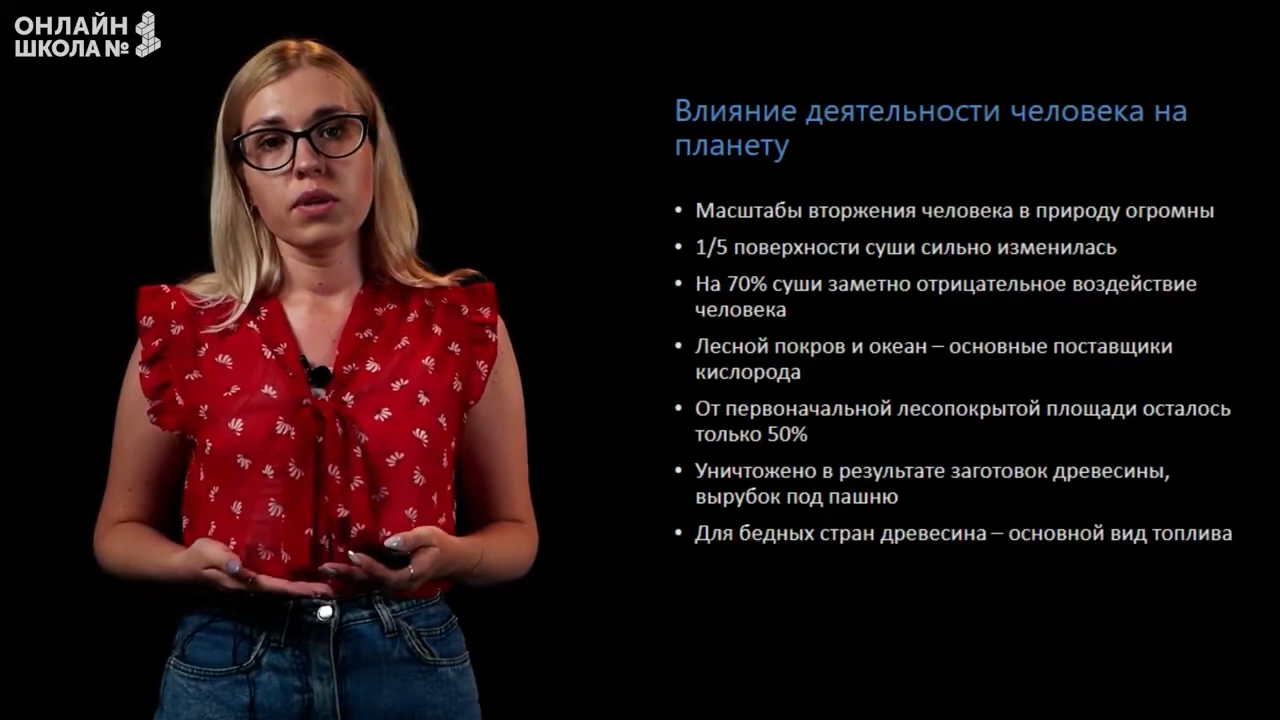 ОНЛАЙН
ШКОЛА №
Влияние деятельности человека на
планету
• Масштабы вторжения человека в природу огромны
• 1/5 поверхности суши сильно изменилась
• На 70% суши заметно отрицательное воздействие
человека
• Лесной покров и океан – основные поставщики
кислорода
• От первоначальной лесопокрытой площади осталось
только 50%
• Уничтожено в результате заготовок древесины,
вырубок под пашню
• Для бедных стран древесина – основной вид топлива